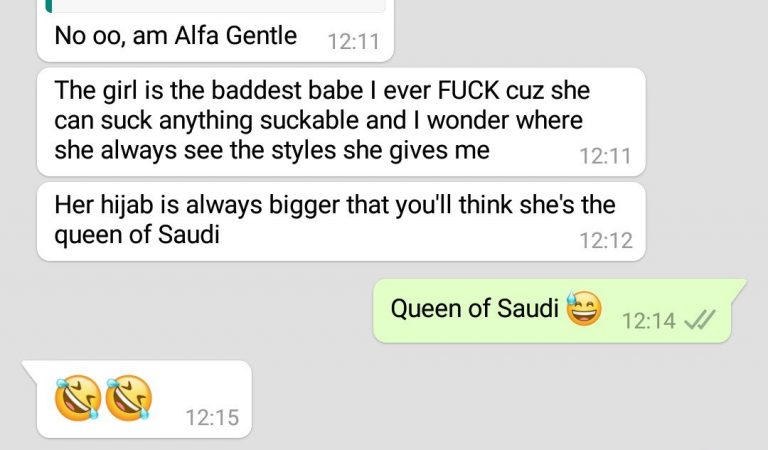 No oo, am Alfa Gentle 12:11
The girl is the baddest babe I ever FUCK cuz she
can suck anything suckable and I wonder where
she always see the styles she gives me 12:11
Her hijab is always bigger that you'll think she's the
queen of Saudi 12:12
Queen of Saudi 😅 12:14
🤣🤣 12:15